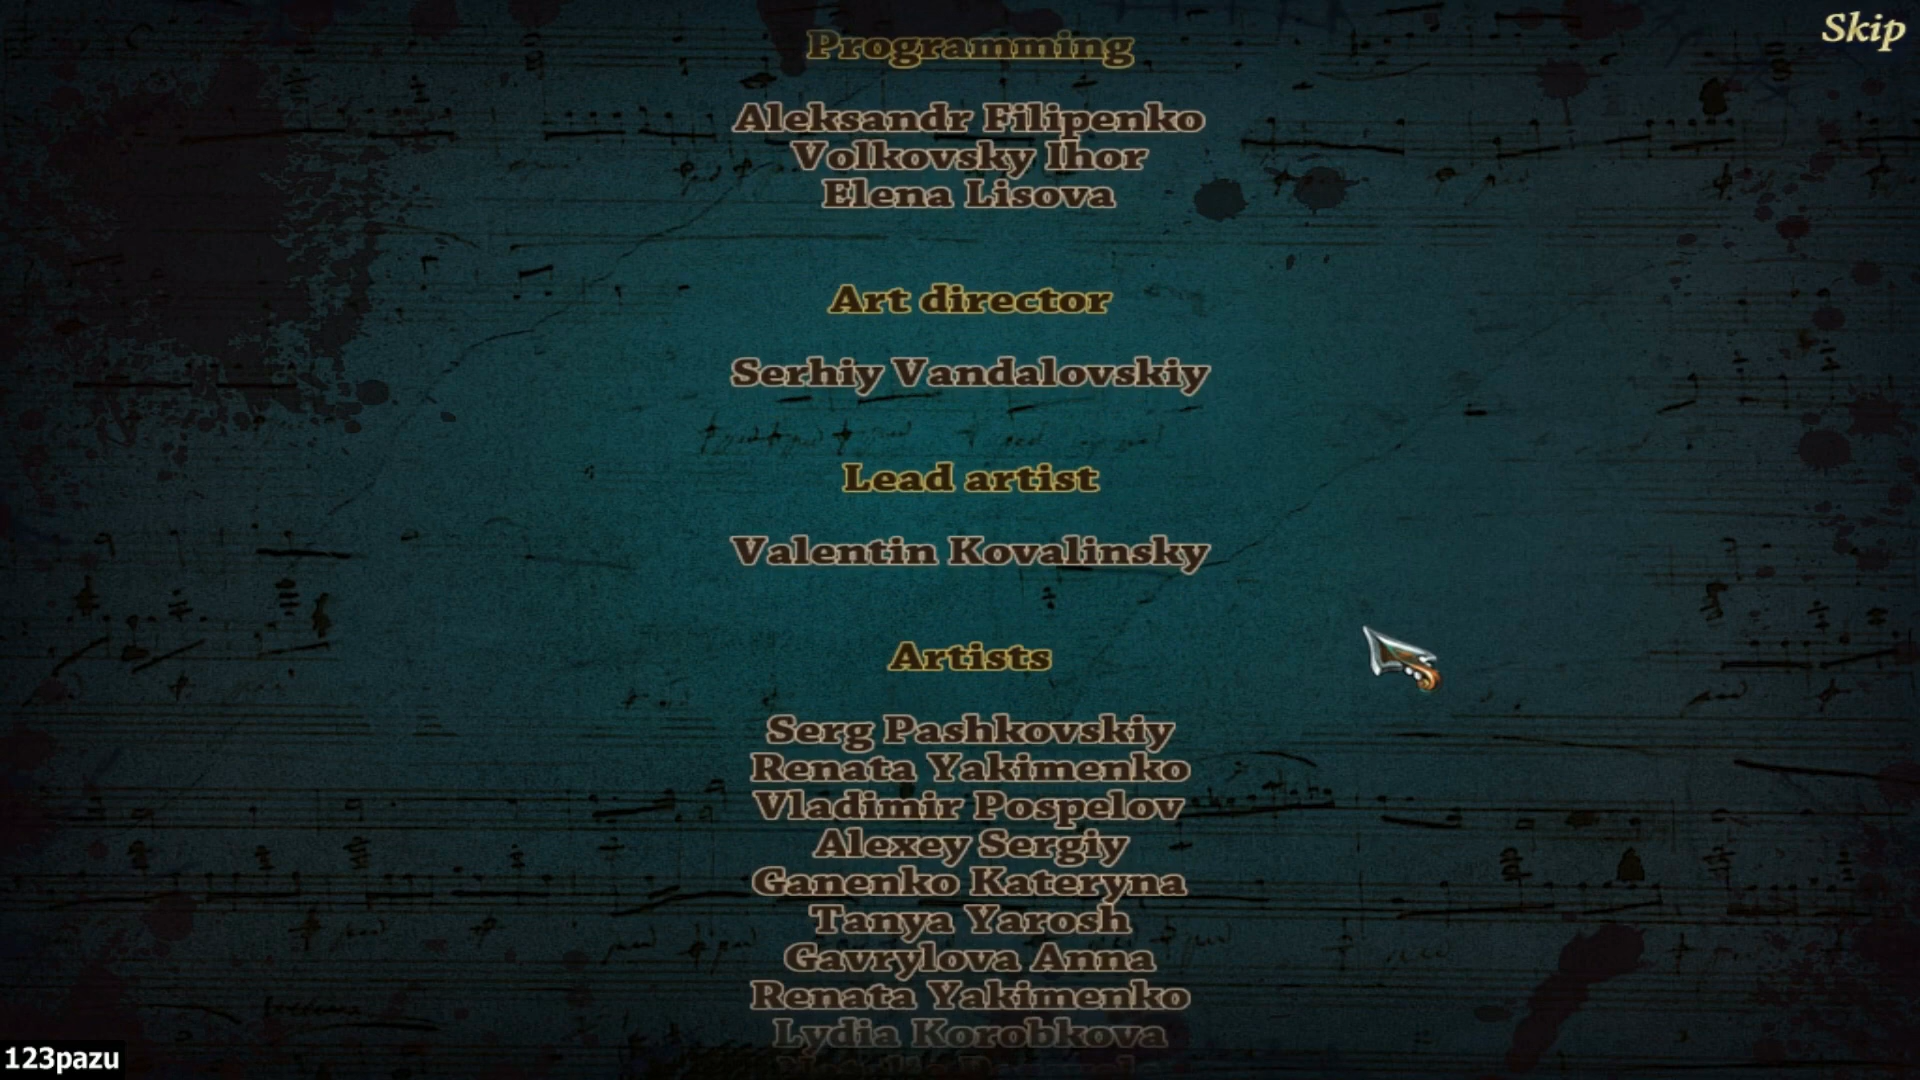 Skip
Programming
Aleksandr Filipenko
Volkovsky Ihor
Elena Lisova
Art director
Serhiy Vandalovskiy
Lead artist
Valentin Kovalinsky
Artists
Serg Pashkovskiy
Renata Yakimenko
Vladimir Pospelov
Alexey Sergiy
Ganenko Kateryna
Tanya Yarosh
Gavrylova Anna
Renata Yakimenko
Lydia Korobkova
123pazu